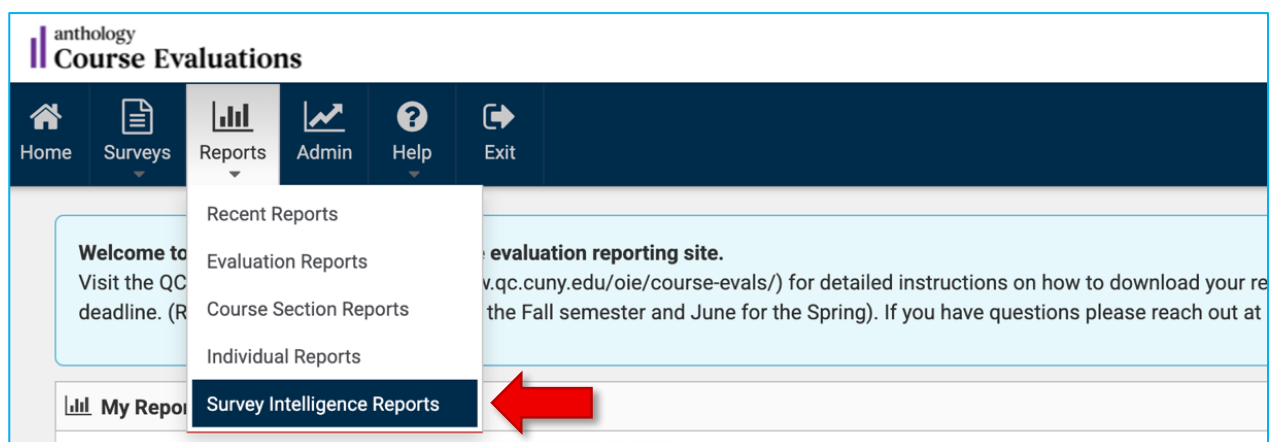 anthology
Course Evaluations
Home
Surveys
Reports
Admin
Help
Exit
Recent Reports
Evaluation Reports
Course Section Reports
Individual Reports
Survey Intelligence Reports
Welcome to evaluation reporting site.
Visit the QC .qc.cuny.edu/oie/course-evals/) for detailed instructions on how to download your re
deadline. (R the Fall semester and June for the Spring). If you have questions please reach out at
My Repor